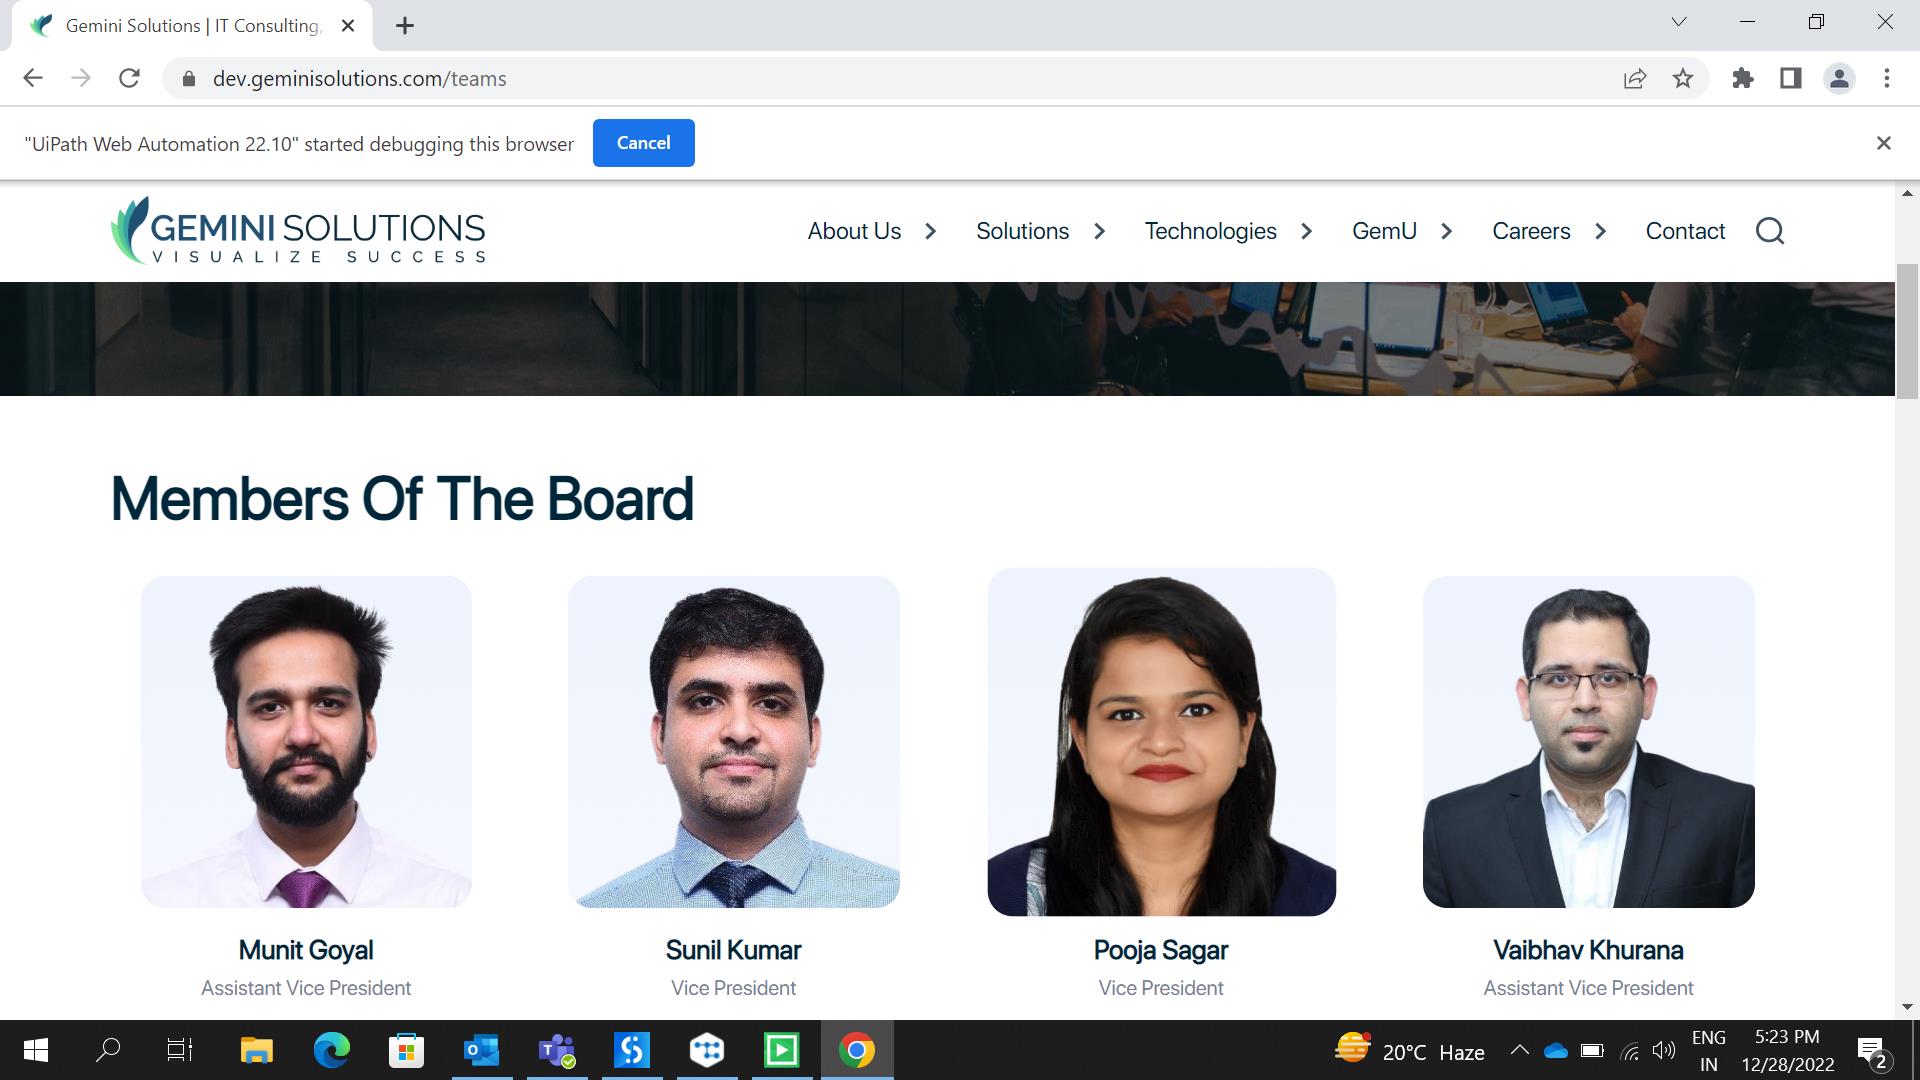 Gemini Solutions | IT Consulting,
dev.geminisolutions.com/teams
"UiPath Web Automation 22.10" started debugging this browser Cancel
GEMINI SOLUTIONS
VISUALIZE SUCCESS
About Us Solutions Technologies GemU Careers Contact
Members Of The Board
Munit Goyal Sunil Kumar Pooja Sagar Vaibhav Khurana
Assistant Vice President Vice President Vice President Assistant Vice President
20°C Haze
ENG
IN
5:23 PM
12/28/2022
2